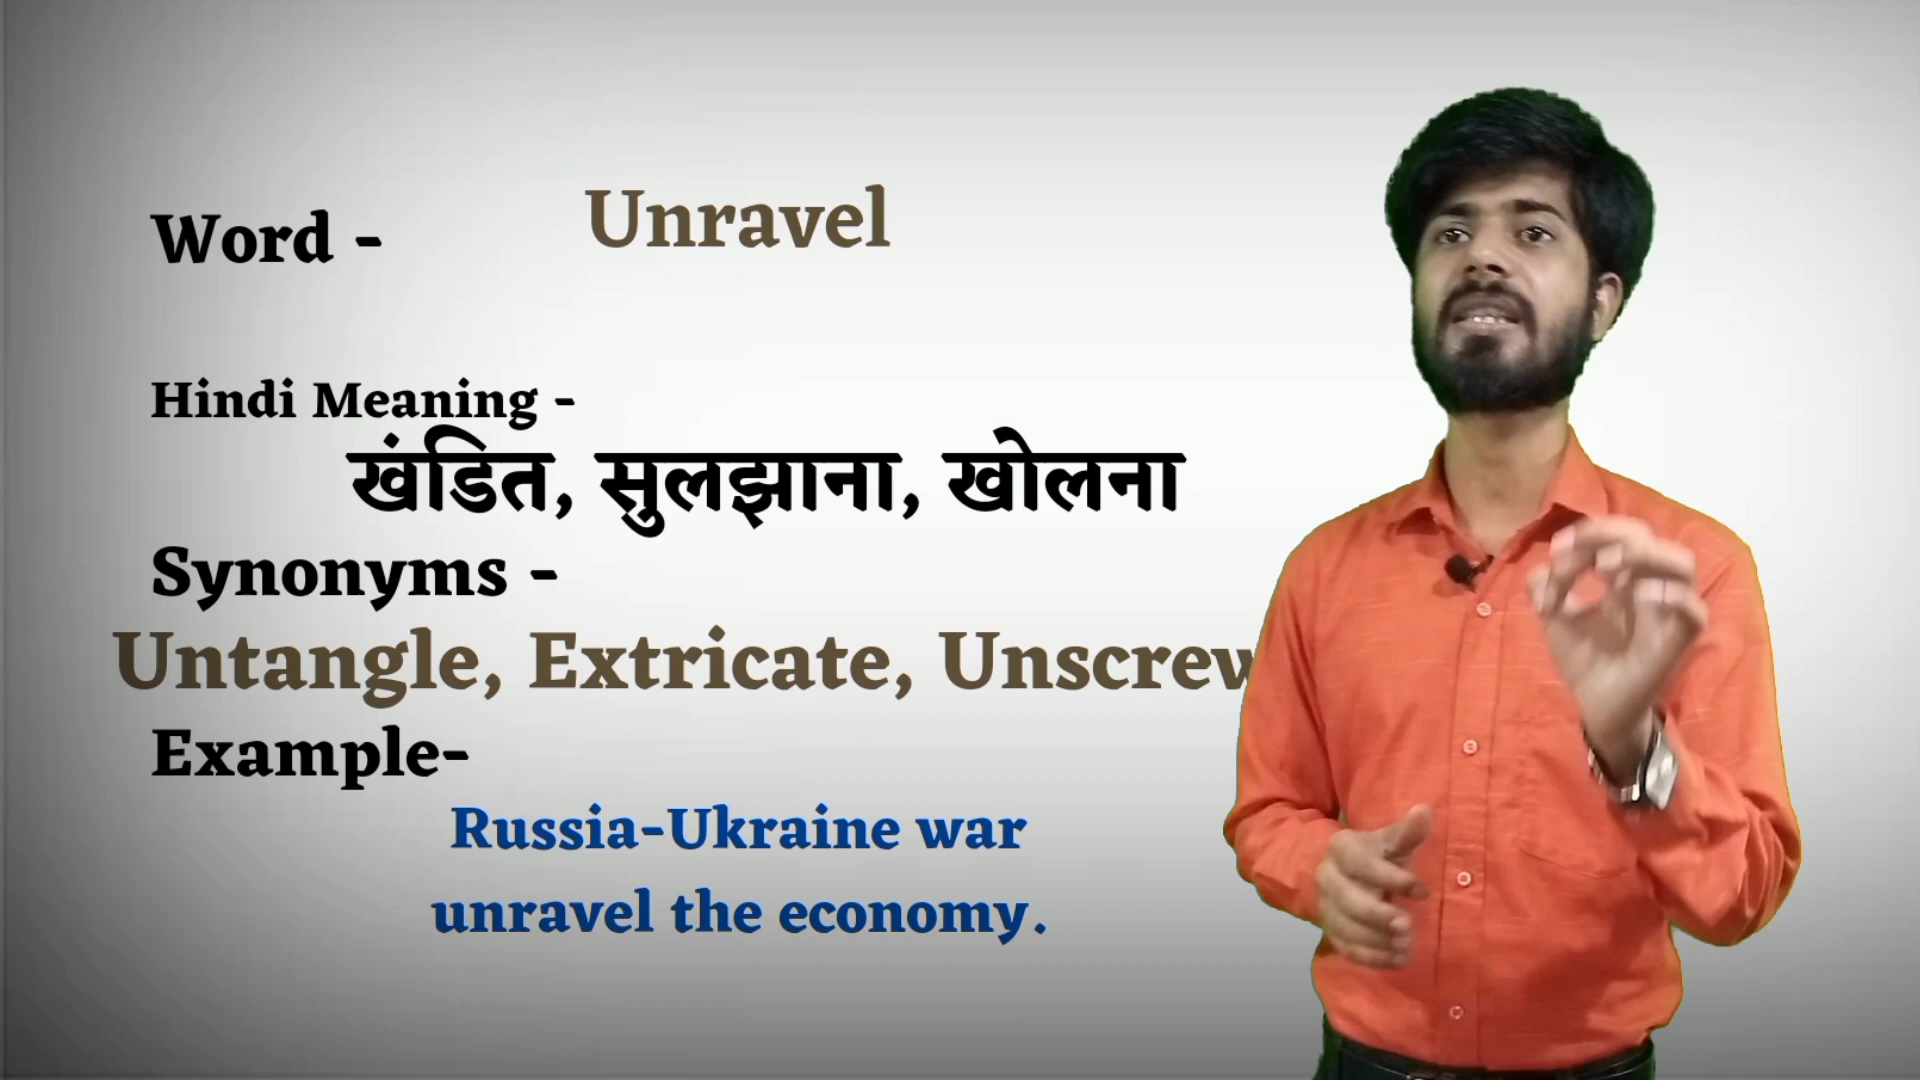 Word - Unravel
Hindi Meaning -
खंडित, सुलझाना, खोलना
Synonyms -
Untangle, Extricate, Unscrew
Example-
Russia-Ukraine war
unravel the economy.